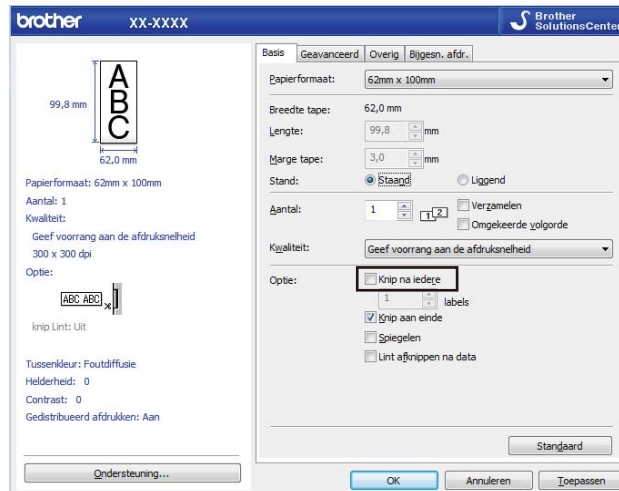 brother XX-XXXX
Brother
SolutionsCenter
Basis Geavanceerd Overig Bijgesn. afdr.
A
B
C
99,8 mm
62,0 mm
Papierformaat: 62mm x 100mm
Aantal: 1
Kwaliteit:
Geef voorrang aan de afdruksnelheid
300 x 300 dpi
Optie:
ABC ABC
knip Lint: Uit
Tussenkleur: Foutdiffusie
Helderheid: 0
Contrast: 0
Gedistribueerd afdrukken: Aan
Ondersteuning...
Papierformaat: 62mm x 100mm
Breedte tape: 62,0 mm
Lengte: 99,8 mm
Marge tape: 3,0 mm
Stand: Staand Liggend
Aantal: 1 1 2 Verzamelen
Omgekeerde volgorde
Kwaliteit: Geef voorrang aan de afdruksnelheid
Optie: Knip na iedere
1 labels
Knip aan einde
Spiegelen
Lint afknippen na data
Standaard
OK Annuleren Toepassen